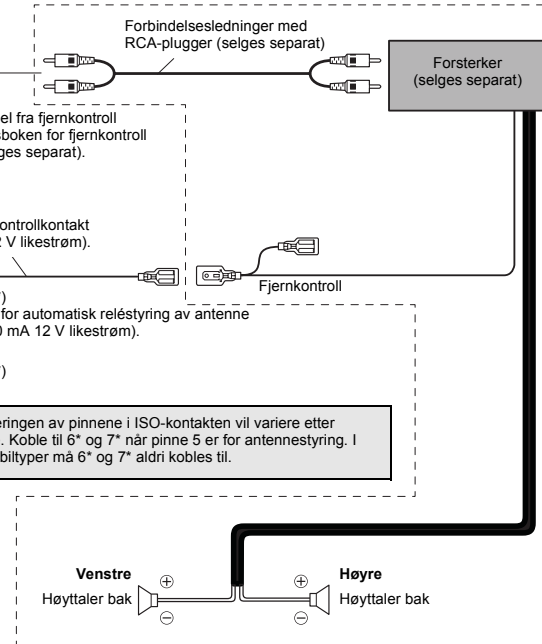 Forbindelsesledninger med
RCA-plugger (selges separat)
Forsterker
(selges separat)
el fra fjernkontroll
sboken for fjernkontroll
ges separat).
ontrollkontakt
2 V likestrøm).
Fjernkontroll
*)
for automatisk reléstyring av antenne
0 mA 12 V likestrøm).
*)
eringen av pinnene i ISO-kontakten vil variere etter
. Koble til 6* og 7* når pinne 5 er for antennestyring. I
biltyper må 6* og 7* aldri kobles til.
Venstre
Høyttaler bak
+
−
+
−
Høyre
Høyttaler bak